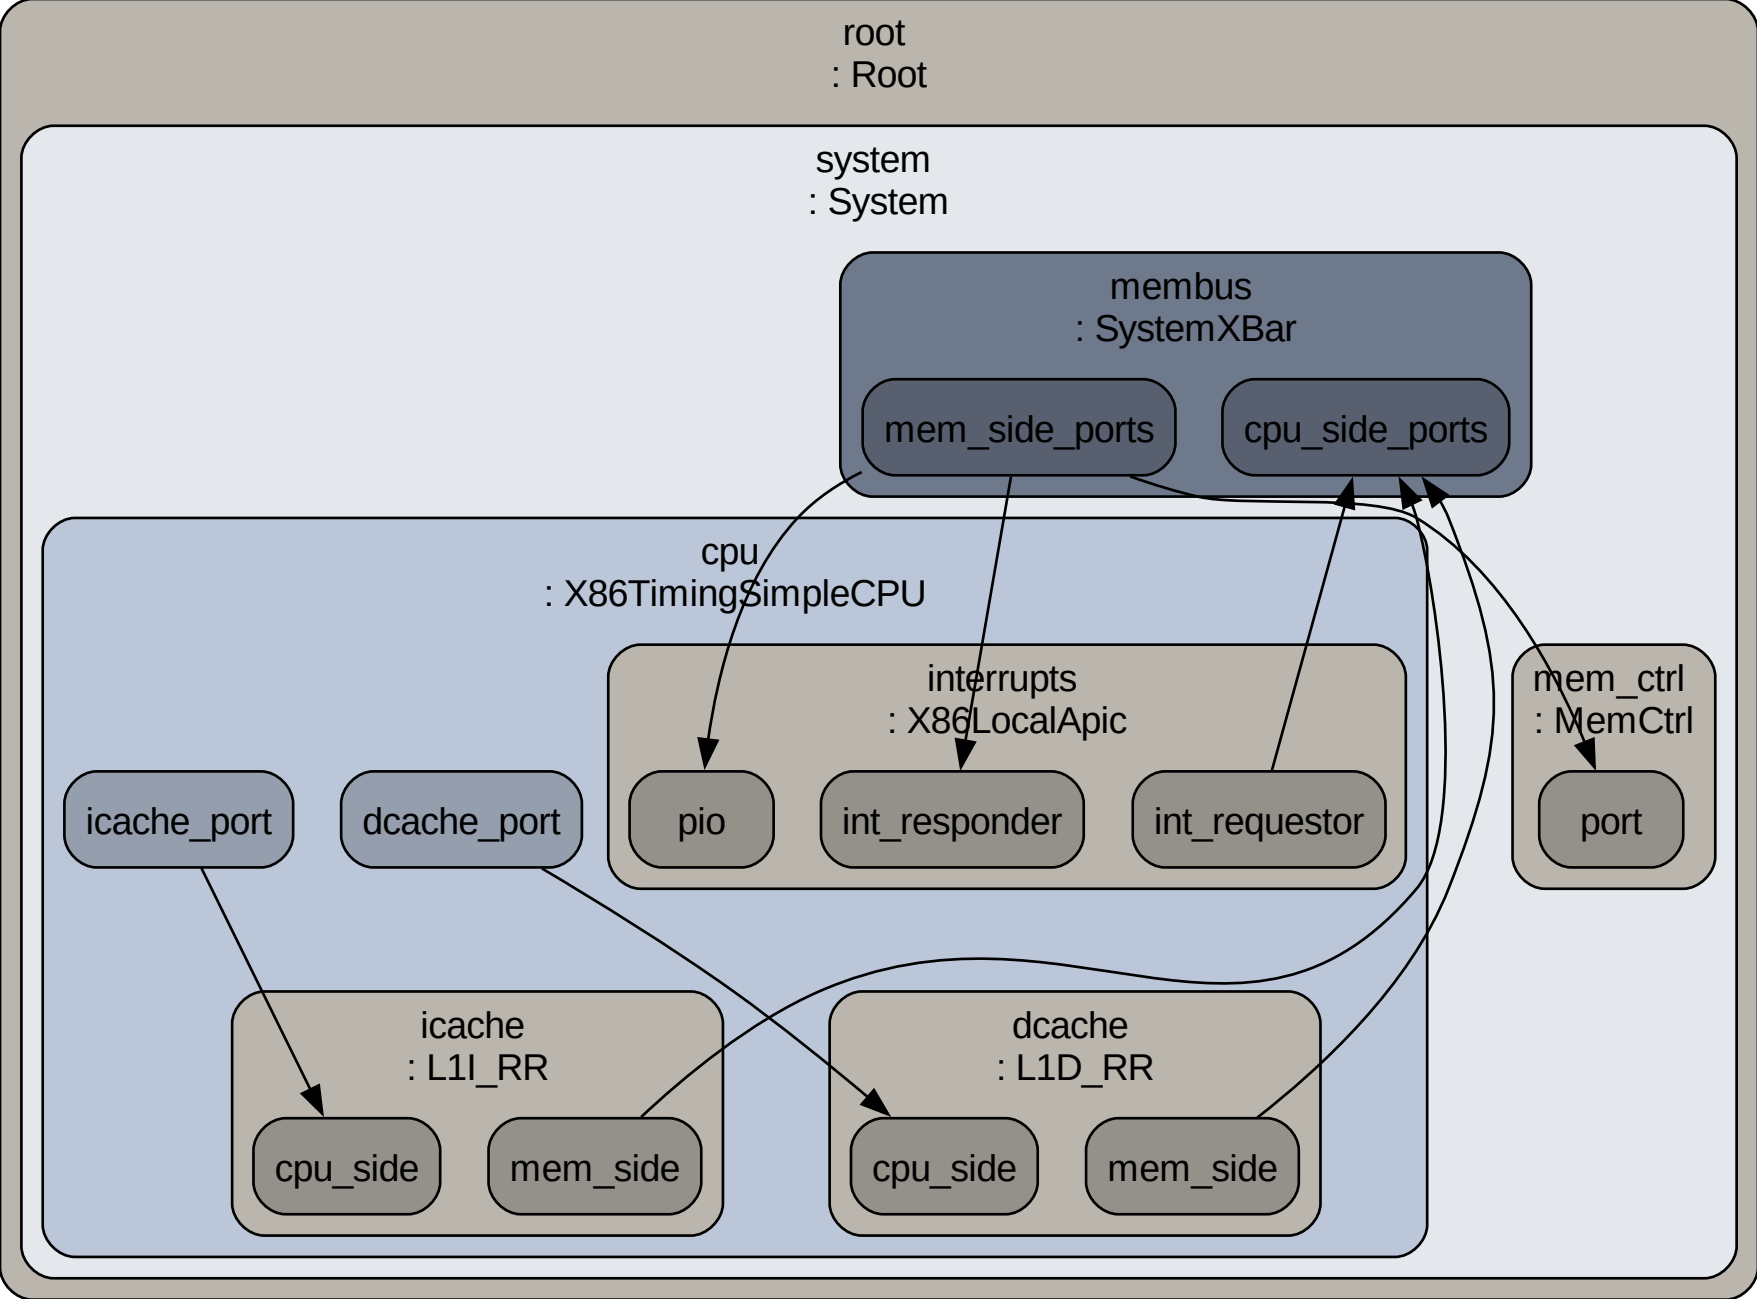 root
: Root
system
: System
membus
: SystemXBar
mem_side_ports
cpu_side_ports
cpu
: X86TimingSimpleCPU
interrupts
: X86LocalApic
mem_ctrl
: MemCtrl
icache_port
dcache_port
pio
int_responder
int_requestor
port
icache
: L1I_RR
dcache
: L1D_RR
cpu_side
mem_side
cpu_side
mem_side